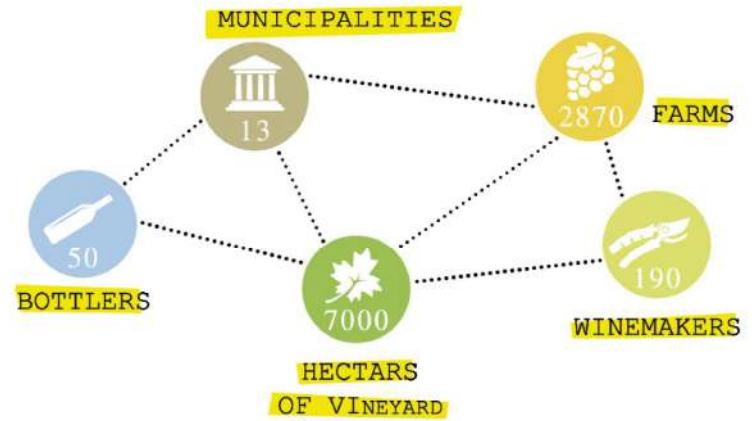 MUNICIPALITIES
13
2870
FARMS
50
BOTTLERS
7000
HECTARS
OF VINEYARD
190
WINEMAKERS